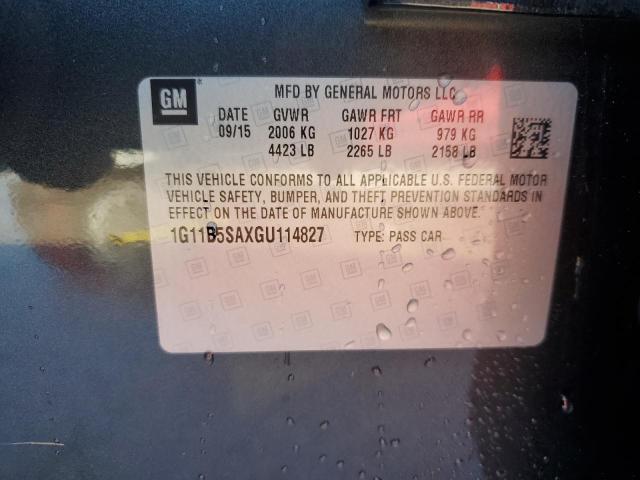 GM
MFD BY GENERAL MOTORS LLC
DATE GVWR GAWR FRT GAWR RR
09/15 2006 KG 1027 KG 979 KG
4423 LB 2265 LB 2158 LB
THIS VEHICLE CONFORMS TO ALL APPLICABLE U.S. FEDERAL MOTOR
VEHICLE SAFETY, BUMPER, AND THEFT PREVENTION STANDARDS IN
EFFECT ON THE DATE OF MANUFACTURE SHOWN ABOVE.
1G11B5SAXGU114827 TYPE: PASS CAR